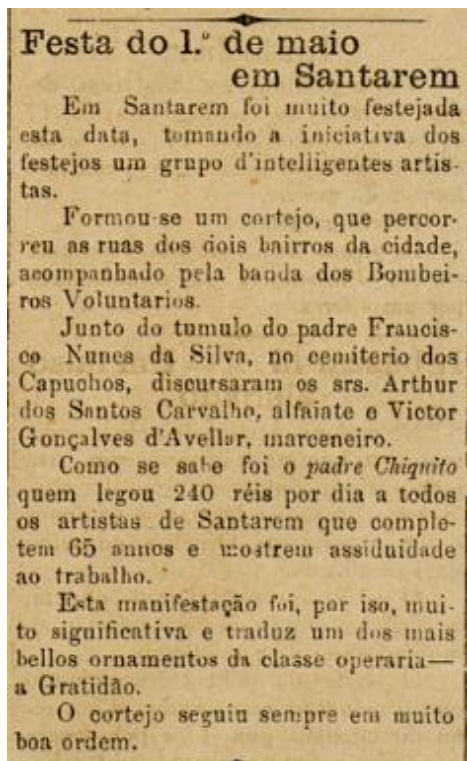 Festa do 1.º de maio
em Santarem
Em Santarem foi muito festejada
esta data, tomando a iniciativa dos
festejos um grupo d'intelligentes artis-
tas.
Formou-se um cortejo, que percor-
reu as ruas dos dois bairros da cidade,
acompanhado pela banda dos Bombei-
ros Voluntarios.
Junto do tumulo do padre Francis-
co Nunes da Silva, no cemiterio dos
Capuchos, discursaram os srs. Arthur
dos Santos Carvalho, alfaiate e Victor
Gonçalves d'Avellar, marceneiro.
Como se sabe foi o padre Chiquito
quem legou 240 réis por dia a todos
os artistas de Santarem que comple-
tem 65 annos e mostrem assiduidade
ao trabalho.
Esta manifestação foi, por iso, mui-
to significativa e traduz um dos mais
bellos ornamentos da classe operaria—
a Gratidão.
O cortejo seguiu sempre em muito
boa ordem.